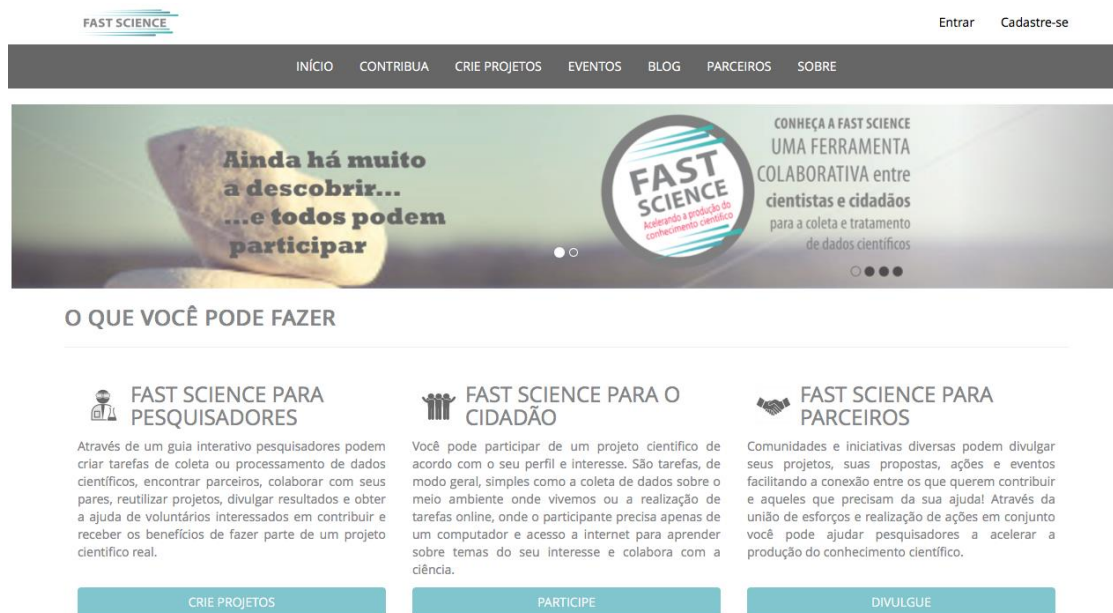 FAST SCIENCE
Entrar Cadastre-se
INÍCIO CONTRIBUA CRIE PROJETOS EVENTOS BLOG PARCEIROS SOBRE
Ainda há muito
a descobrir...
...e todos podem
participar
FAST
SCIENCE
Acelerando a produção do
conhecimento científico
CONHEÇA A FAST SCIENCE
UMA FERRAMENTA
COLABORATIVA entre
cientistas e cidadãos
para a coleta e tratamento
de dados científicos
O QUE VOCÊ PODE FAZER
FAST SCIENCE PARA
PESQUISADORES
Através de um guia interativo pesquisadores podem
criar tarefas de coleta ou processamento de dados
científicos, encontrar parceiros, colaborar com seus
pares, reutilizar projetos, divulgar resultados e obter
a ajuda de voluntários interessados em contribuir e
receber os benefícios de fazer parte de um projeto
cientifico real.
CRIE PROJETOS
FAST SCIENCE PARA O
CIDADÃO
Você pode participar de um projeto cientifico de
acordo com o seu perfil e interesse. São tarefas, de
modo geral, simples como a coleta de dados sobre o
meio ambiente onde vivemos ou a realização de
tarefas online, onde o participante precisa apenas de
um computador e acesso a internet para aprender
sobre temas do seu interesse e colabora com a
ciência.
PARTICIPE
FAST SCIENCE PARA
PARCEIROS
Comunidades e iniciativas diversas podem divulgar
seus projetos, suas propostas, ações e eventos
facilitando a conexão entre os que querem contribuir
e aqueles que precisam da sua ajuda! Através da
união de esforços e realização de ações em conjunto
você pode ajudar pesquisadores a acelerar a
produção do conhecimento científico.
DIVULGUE